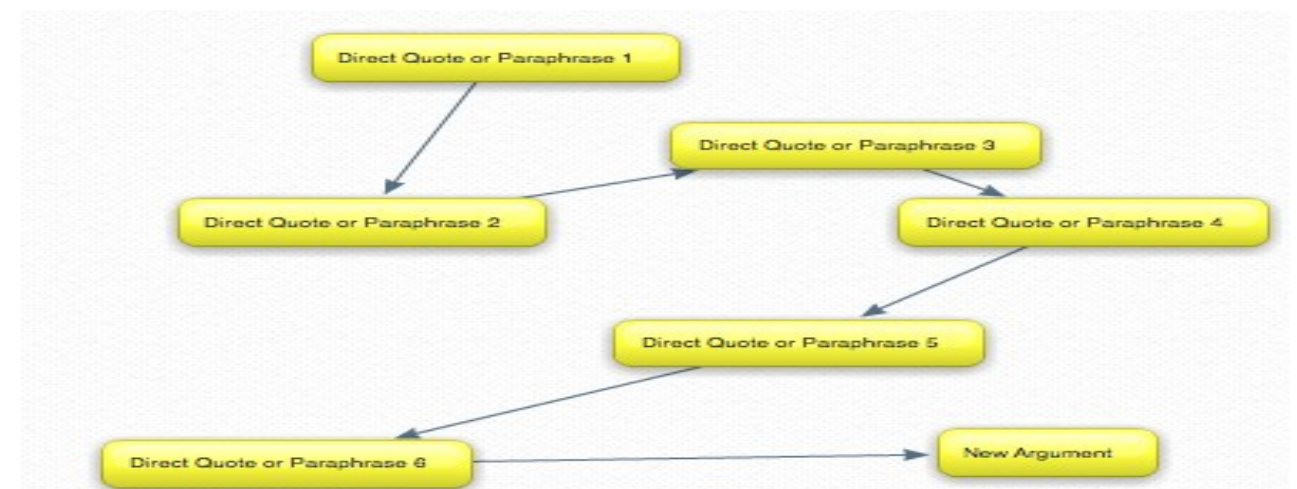 Direct Quote or Paraphrase 1
Direct Quote or Paraphrase 2
Direct Quote or Paraphrase 3
Direct Quote or Paraphrase 4
Direct Quote or Paraphrase 5
Direct Quote or Paraphrase 6
New Argument